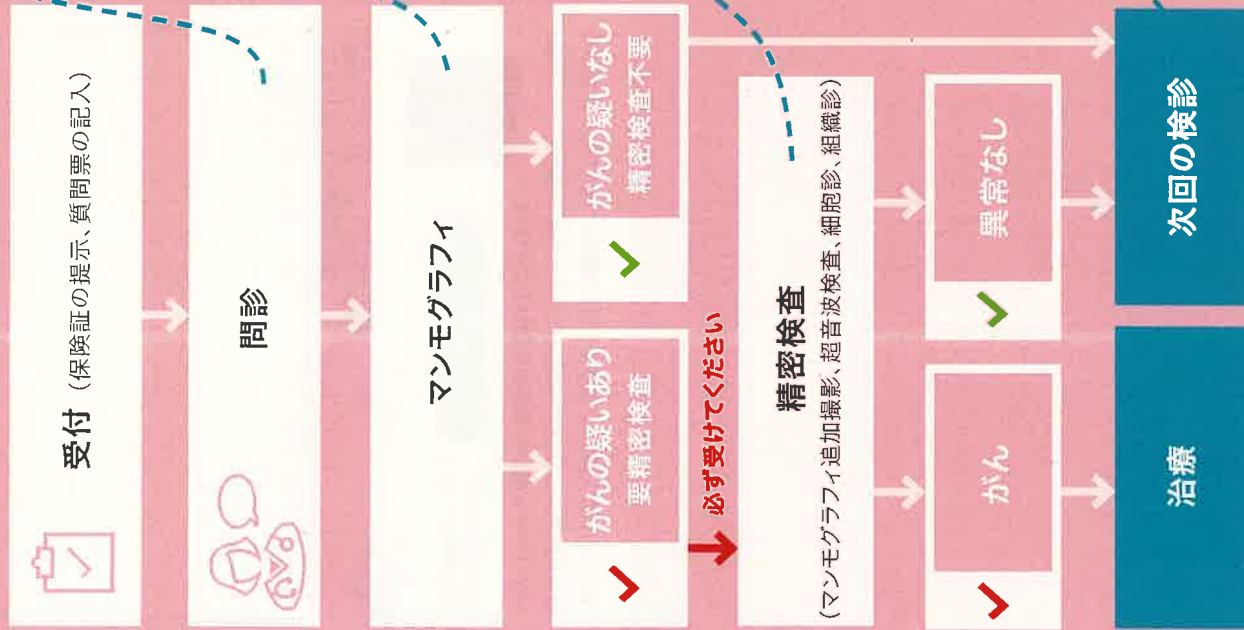 受付（保険証の提示、質問票の記入）
問診
マンモグラフィ
がんの疑いあり
要精密検査
がんの疑いなし
精密検査不要
必ず受けてください
精密検査
（マンモグラフィ追加撮影、超音波検査、細胞診、組織診）
がん
異常なし
治療
次回の検診